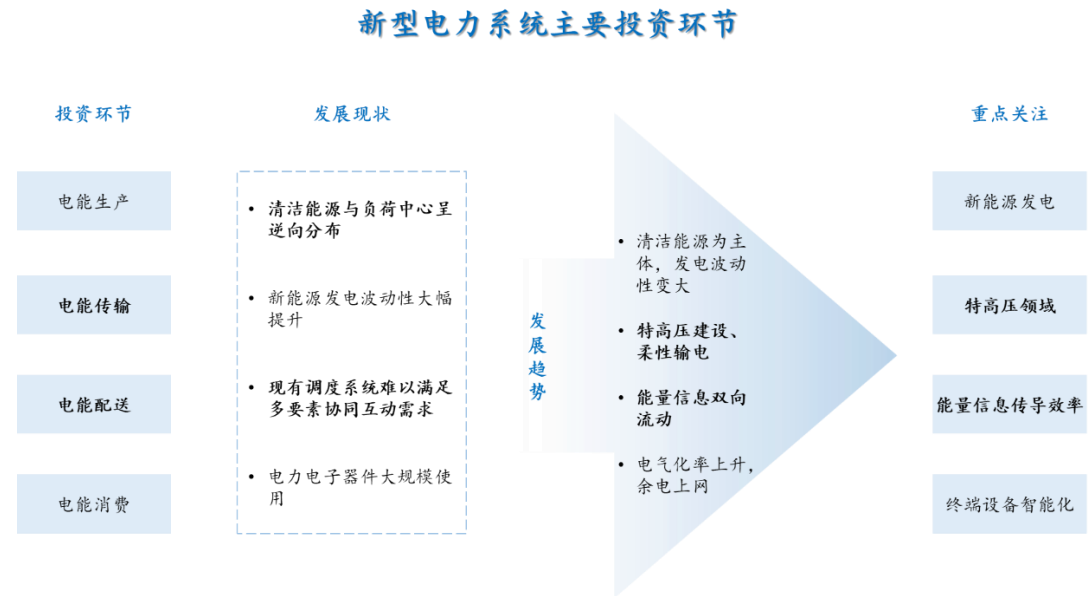 新型电力系统主要投资环节
投资环节
电能生产
电能传输
电能配送
电能消费
发展现状
• 清洁能源与负荷中心呈
逆向分布
• 新能源发电波动性大幅
提升
• 现有调度系统难以满足
多要素协同互动需求
• 电力电子器件大规模使
用
发展趋势
• 清洁能源为主
体，发电波动
性变大
• 特高压建设、
柔性输电
• 能量信息双向
流动
• 电气化率上升，
余电上网
重点关注
新能源发电
特高压领域
能量信息传导效率
终端设备智能化